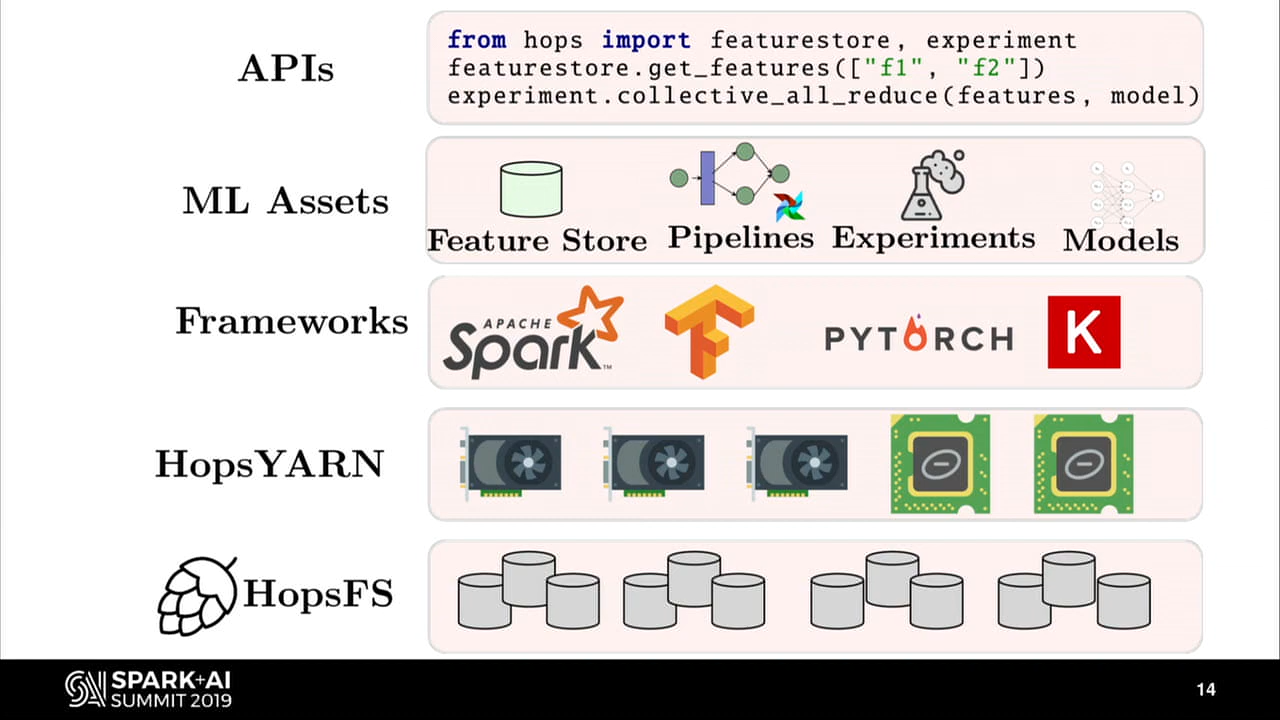 APIs
from hops import featurestore, experiment
featurestore.get_features(["f1", "f2"])
experiment.collective_all_reduce(features, model)
ML Assets
Feature Store
Pipelines
Experiments
Models
Frameworks
APACHE
Spark™
PYTORCH
K
HopsYARN
HopsFS
SPARK+AI
SUMMIT 2019
14